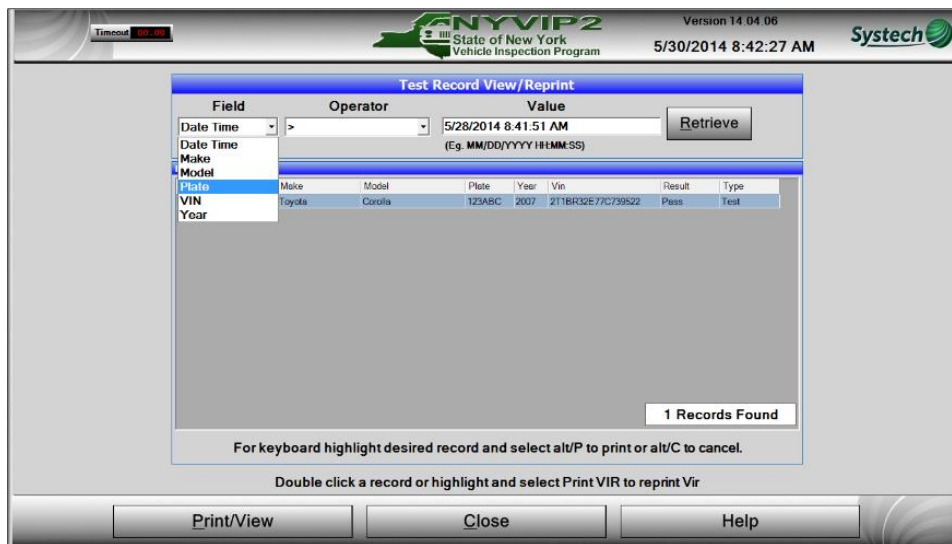 Timeout 00:00
NYVIP2
State of New York
Vehicle Inspection Program
Version 14.04.06
5/30/2014 8:42:27 AM
Systech
Test Record View/Reprint
Field Operator Value
Date Time > 5/28/2014 8:41:51 AM Retrieve
(Eg. MM/DD/YYYY HH:MM:SS)
Date Time
Make
Model
Plate
VIN
Year
Make Model Plate Year Vin Result Type
Toyota Corolla 123ABC 2007 2T1BR32E77C739522 Pass Test
1 Records Found
For keyboard highlight desired record and select alt/P to print or alt/C to cancel.
Double click a record or highlight and select Print VIR to reprint Vir
Print/View Close Help